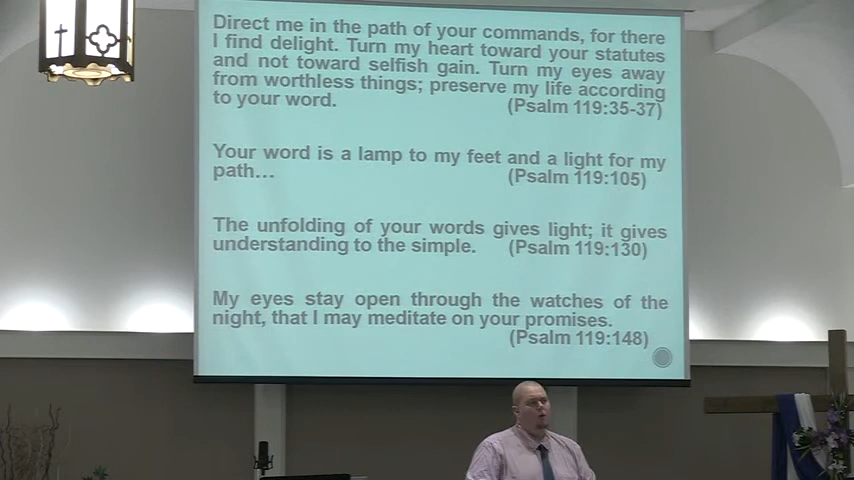 Direct me in the path of your commands, for there
I find delight. Turn my heart toward your statutes
and not toward selfish gain. Turn my eyes away
from worthless things; preserve my life according
to your word. (Psalm 119:35-37)
Your word is a lamp to my feet and a light for my
path... (Psalm 119:105)
The unfolding of your words gives light; it gives
understanding to the simple. (Psalm 119:130)
My eyes stay open through the watches of the
night, that I may meditate on your promises.
(Psalm 119:148)